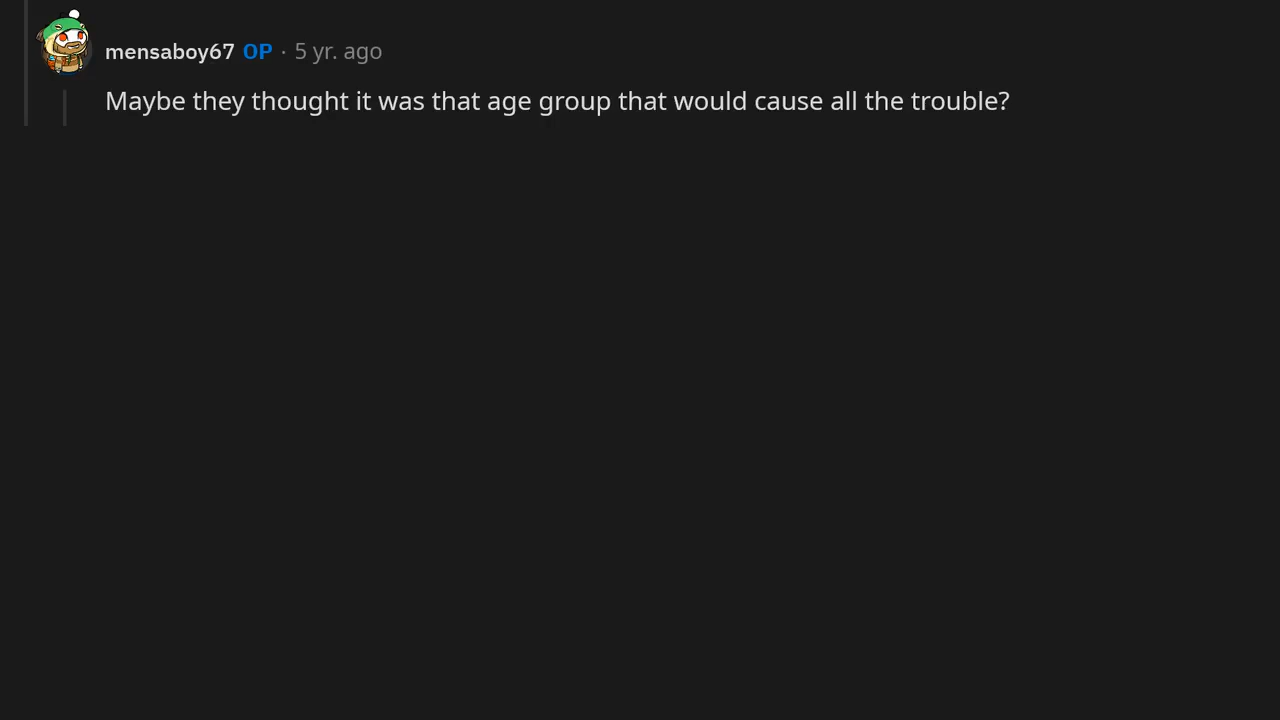 mensaboy67 OP · 5 yr. ago
Maybe they thought it was that age group that would cause all the trouble?